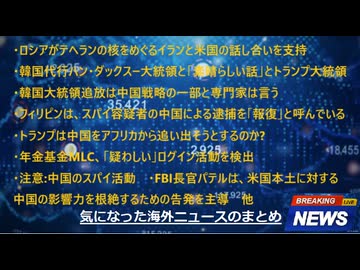 ・ロシアがテヘランの核をめぐるイランと米国の話し合いを支持
・韓国代行バン・ダックスー大統領と「素晴らしい話」とトランプ大統領
・韓国大統領追放は中国戦略の一部と専門家は言う
・フィリピンは、スパイ容疑者の中国による逮捕を「報復」と呼んでいる
・トランプは中国をアフリカから追い出そうとするのか?
・年金基金MLC、「疑わしい」ログイン活動を検出
・注意:中国のスパイ活動 ・FBI長官パテルは、米国本土に対する
中国の影響力を根絶するための告発を主導 他
気になった海外ニュースのまとめ
BREAKING LIVE
NEWS
35,421
18,455